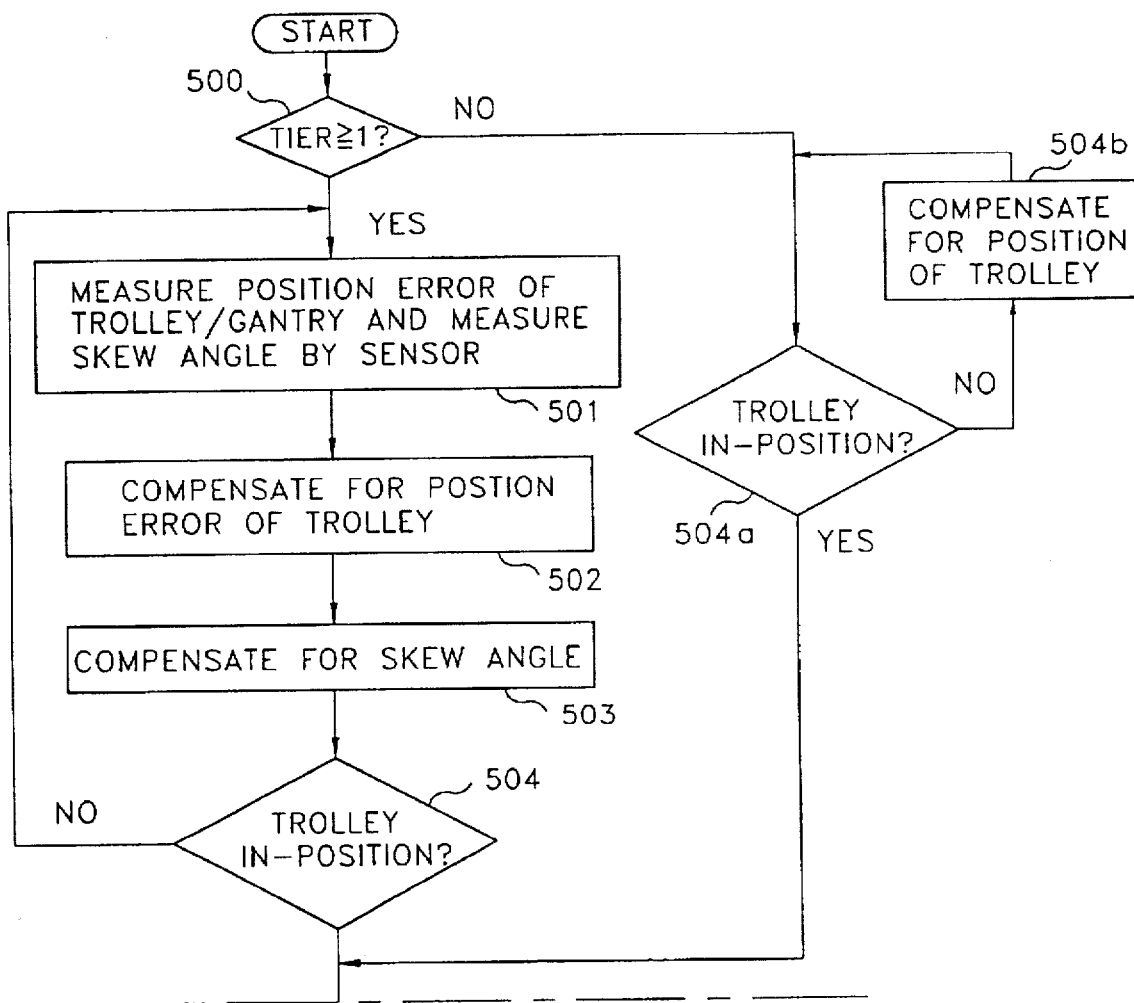 START
500
TIER≧1?
NO
YES
504b
COMPENSATE
FOR POSITION
OF TROLLEY
MEASURE POSITION ERROR OF
TROLLEY/GANTRY AND MEASURE
SKEW ANGLE BY SENSOR
501
NO
TROLLEY
IN-POSITION?
504a
YES
COMPENSATE FOR POSTION
ERROR OF TROLLEY
502
COMPENSATE FOR SKEW ANGLE
503
504
NO
TROLLEY
IN-POSITION?